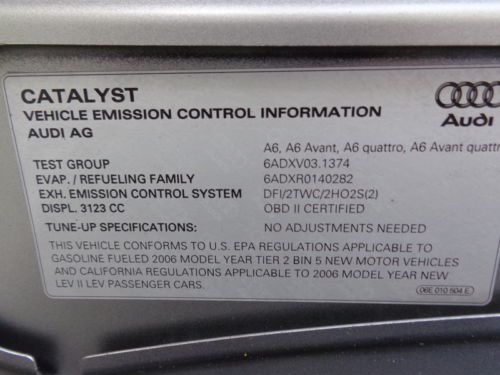 CATALYST
VEHICLE EMISSION CONTROL INFORMATION
AUDI AG
Audi
A6, A6 Avant, A6 quattro, A6 Avant quattro
TEST GROUP 6ADXV03.1374
EVAP. / REFUELING FAMILY 6ADXR0140282
EXH. EMISSION CONTROL SYSTEM DFI/2TWC/2HO2S(2)
DISPL. 3123 CC OBD II CERTIFIED
TUNE-UP SPECIFICATIONS: NO ADJUSTMENTS NEEDED
THIS VEHICLE CONFORMS TO U.S. EPA REGULATIONS APPLICABLE TO
GASOLINE FUELED 2006 MODEL YEAR TIER 2 BIN 5 NEW MOTOR VEHICLES
AND CALIFORNIA REGULATIONS APPLICABLE TO 2006 MODEL YEAR NEW
LEV II LEV PASSENGER CARS.
06E 010 504 E